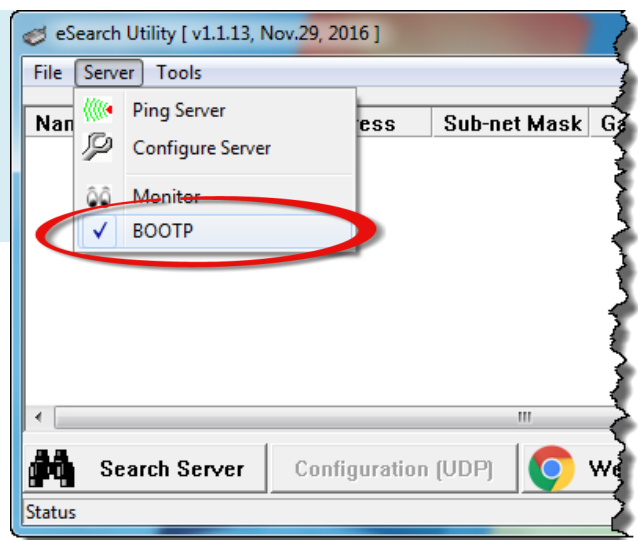 eSearch Utility [ v1.1.13, Nov.29, 2016 ]
File Server Tools
Ping Server
Configure Server
Monitor
BOOTP
Sub-net Mask
Search Server
Configuration (UDP)
Status